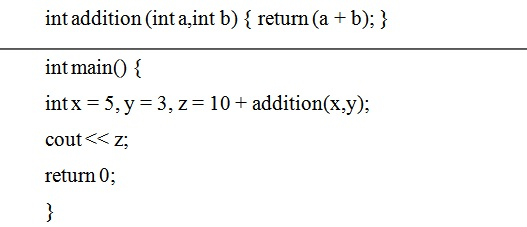 int addition (int a,int b) { return (a + b); }
int main() {
int x = 5, y = 3, z = 10 + addition(x,y);
cout << z;
return 0;
}